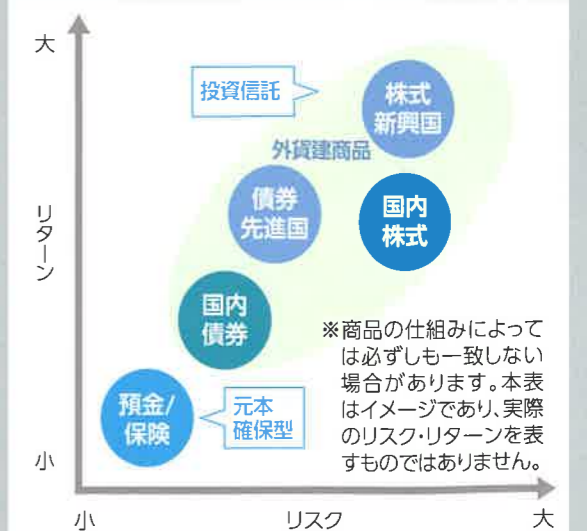 大
リターン
小
投資信託
株式
新興国
外貨建商品
債券
先進国
国内
株式
国内
債券
預金/
保険
元本
確保型
※商品の仕組みによって
は必ずしも一致しない
場合があります。本表
はイメージであり、実際
のリスク・リターンを表
すものではありません。
小
リスク
大